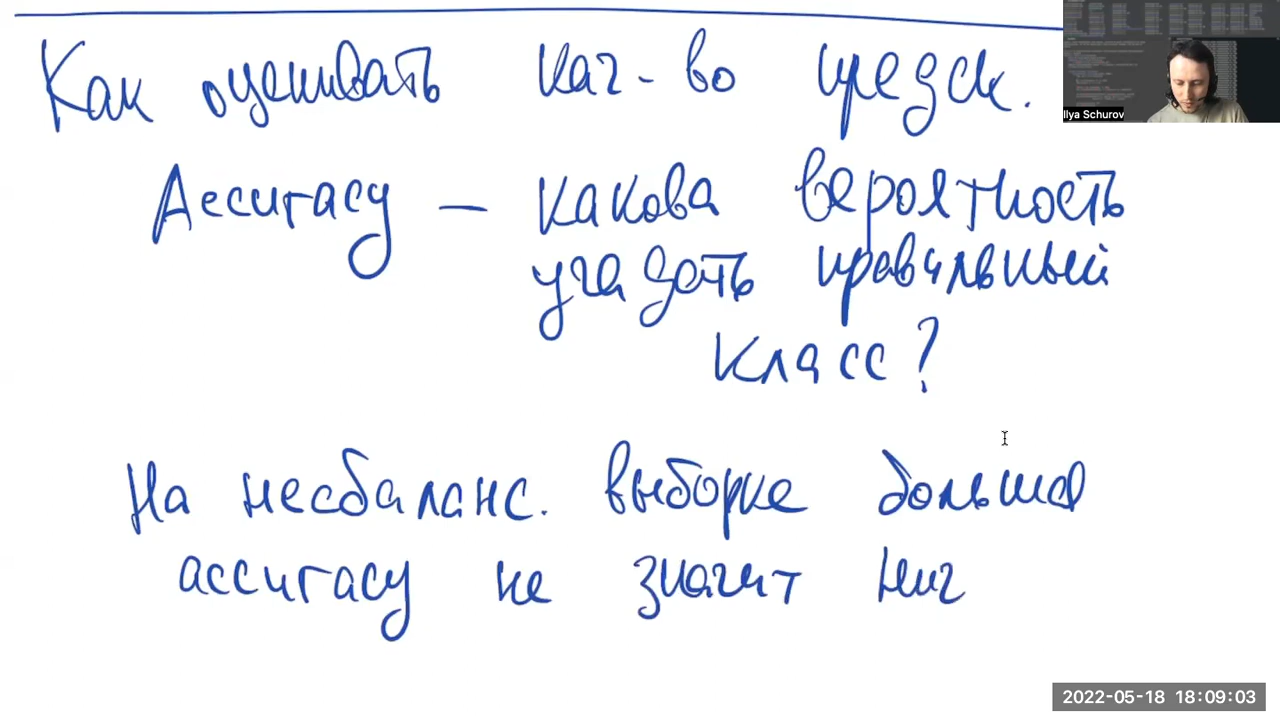 Как оценивать кач-во предск.
Ilya Schurov
Accuracy — какова вероятность
угадать правильный
класс?
На несбаланс. выборке большая
accuracy не значит нич
2022-05-18 18:09:03